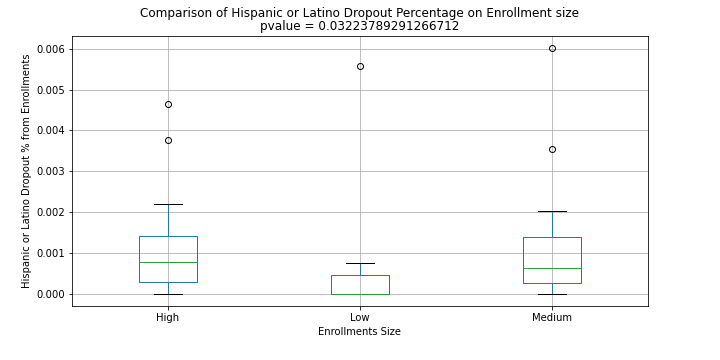 Comparison of Hispanic or Latino Dropout Percentage on Enrollment size
pvalue = 0.03223789291266712
0.006
0.005
0.004
0.003
0.002
0.001
0.000
Hispanic or Latino Dropout % from Enrollments
High
Low
Medium
Enrollments Size